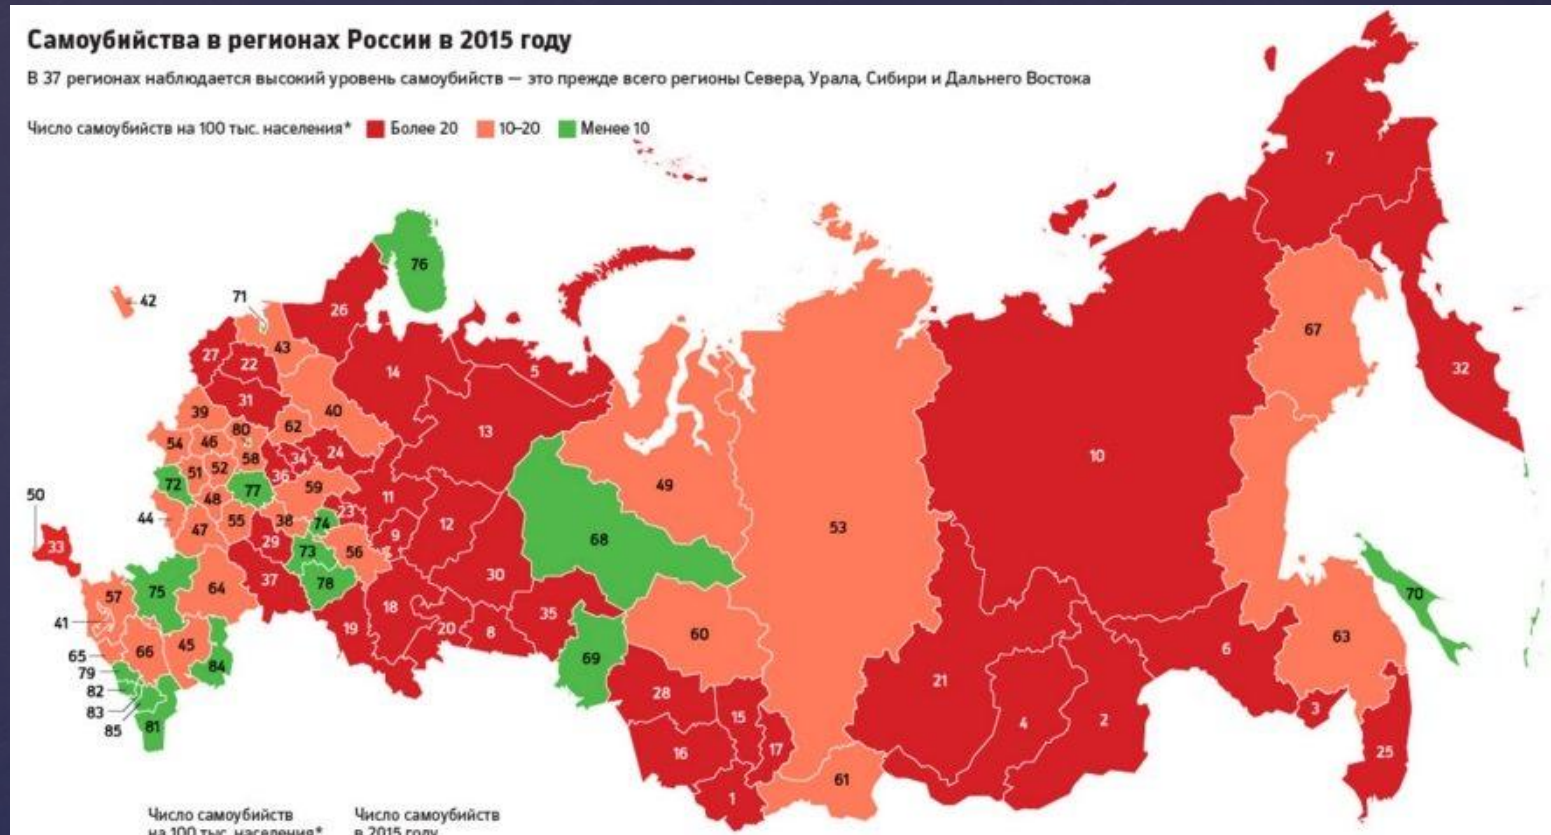 Самоубийства в регионах России в 2015 году
В 37 регионах наблюдается высокий уровень самоубийств — это прежде всего регионы Севера, Урала, Сибири и Дальнего Востока
Число самоубийств на 100 тыс. населения* Более 20 10–20 Менее 10
7
76
42 71
26
67
27 43
22 14 5 32
31
39 40
80 62 13
54 46 58 34 24 10
51 52 36
72 77 59 49
50 48 11
44 47 55 38 74 23 12 53
33 29 73 56 9 68
37 78 30
57 75 64 18 70
41 19 20 8 35 60 63
65 66 45 69 6
79 84
82 28 21
83 15 4 2 3
85 81
16 17 25
61
1
Число самоубийств Число самоубийств
на 100 тыс. населения* в 2015 году